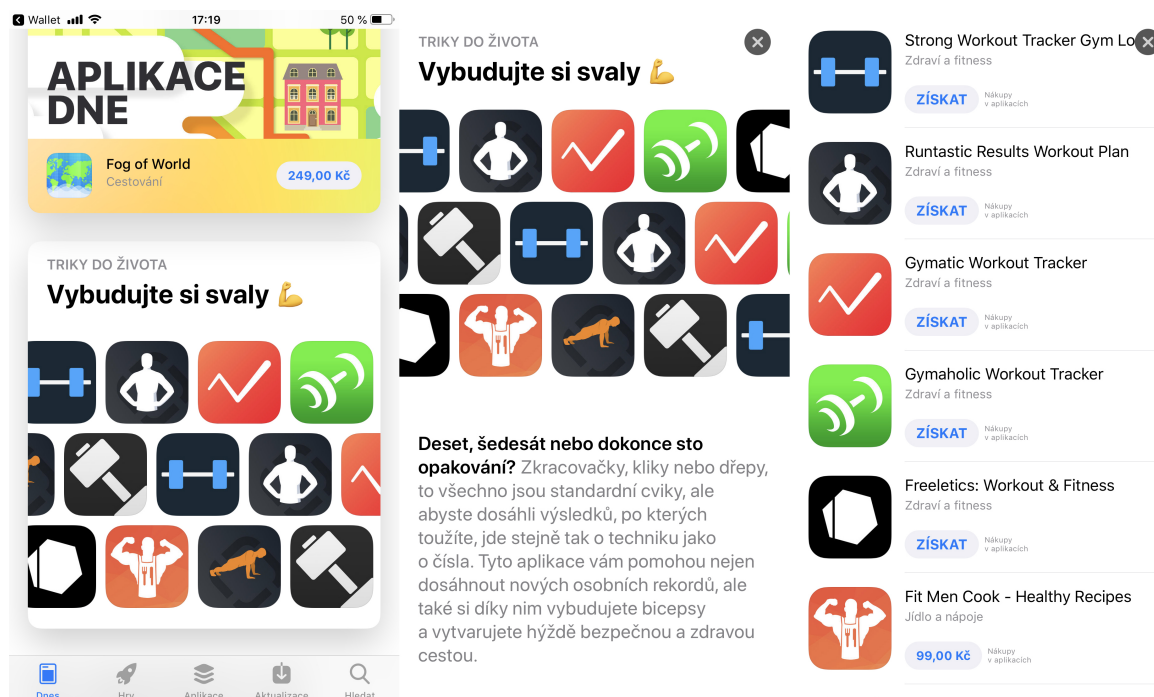 Wallet
17:19
50 %
APLIKACE
DNE
Fog of World
Cestování
249,00 Kč
TRIKY DO ŽIVOTA
Vybudujte si svaly 💪
Dnes
Hry
Aplikace
Aktualizace
Hledat
TRIKY DO ŽIVOTA
Vybudujte si svaly 💪
Deset, šedesát nebo dokonce sto
opakování? Zkracovačky, kliky nebo dřepy,
to všechno jsou standardní cviky, ale
abyste dosáhli výsledků, po kterých
toužíte, jde stejně tak o techniku jako
o čísla. Tyto aplikace vám pomohou nejen
dosáhnout nových osobních rekordů, ale
také si díky nim vybudujete bicepsy
a vytvarujete hýždě bezpečnou a zdravou
cestou.
Strong Workout Tracker Gym Lo
Zdraví a fitness
ZÍSKAT
Nákupy
v aplikacích
Runtastic Results Workout Plan
Zdraví a fitness
ZÍSKAT
Nákupy
v aplikacích
Gymatic Workout Tracker
Zdraví a fitness
ZÍSKAT
Nákupy
v aplikacích
Gymaholic Workout Tracker
Zdraví a fitness
ZÍSKAT
Nákupy
v aplikacích
Freeletics: Workout & Fitness
Zdraví a fitness
ZÍSKAT
Nákupy
v aplikacích
Fit Men Cook - Healthy Recipes
Jídlo a nápoje
99,00 Kč
Nákupy
v aplikacích